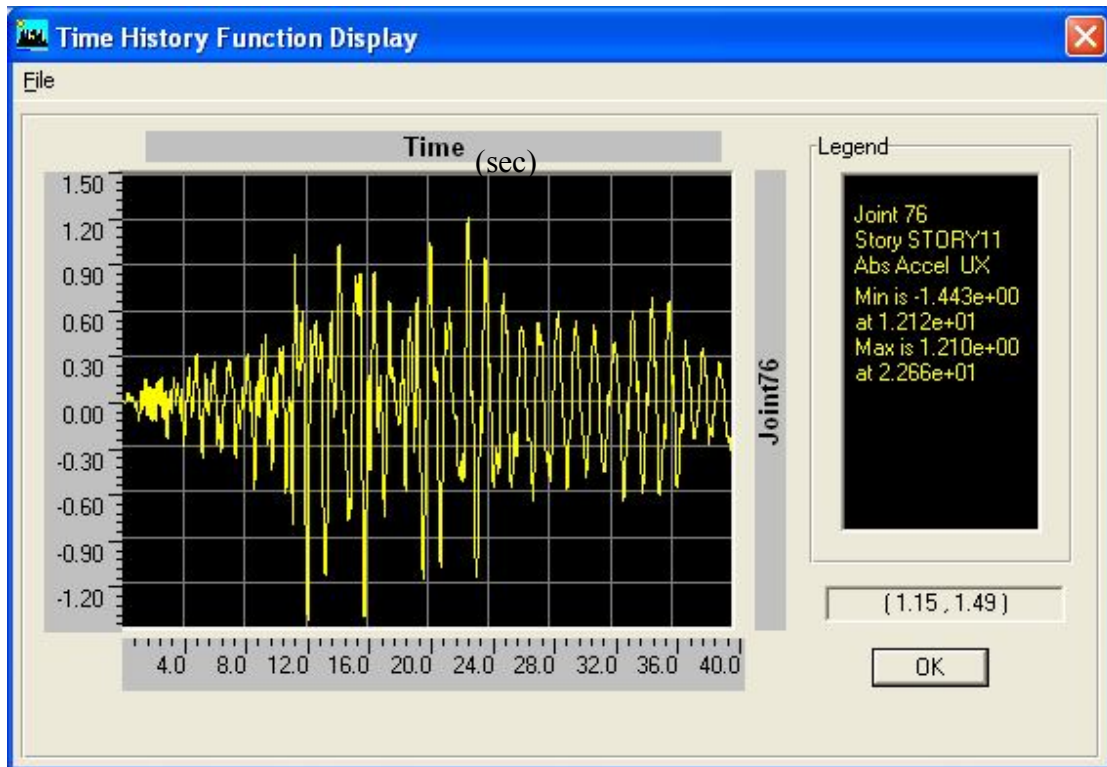 Time History Function Display
File
Time
(sec)
1.50
1.20
0.90
0.60
0.30
0.00
-0.30
-0.60
-0.90
-1.20
4.0 8.0 12.0 16.0 20.0 24.0 28.0 32.0 36.0 40.0
Joint76
Legend
Joint 76
Story STORY11
Abs Accel UX
Min is -1.443e+00
at 1.212e+01
Max is 1.210e+00
at 2.266e+01
( 1.15 , 1.49 )
OK